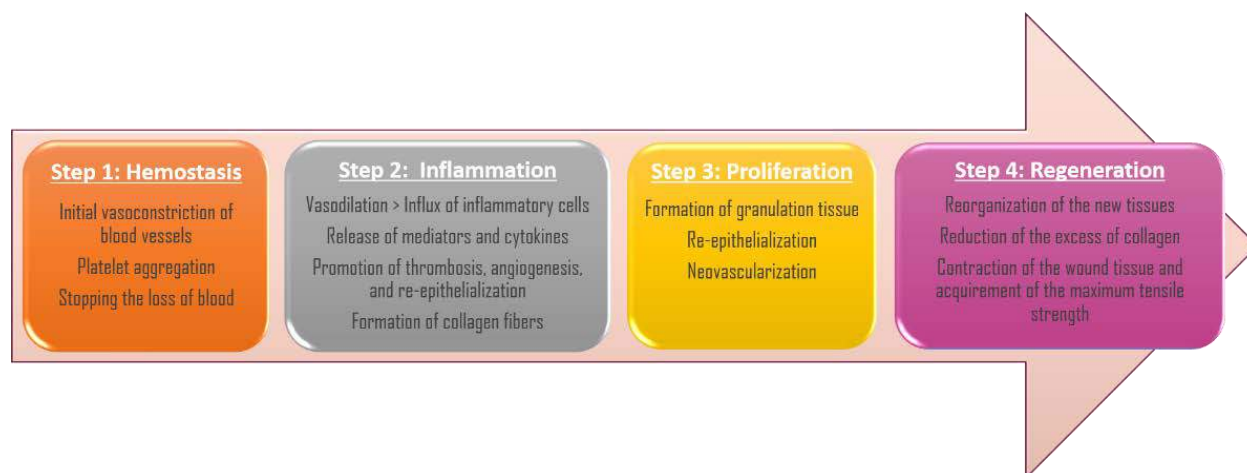 Step 1: Hemostasis
Initial vasoconstriction of
blood vessels
Platelet aggregation
Stopping the loss of blood
Step 2: Inflammation
Vasodilation > Influx of inflammatory cells
Release of mediators and cytokines
Promotion of thrombosis, angiogenesis,
and re-epithelialization
Formation of collagen fibers
Step 3: Proliferation
Formation of granulation tissue
Re-epithelialization
Neovascularization
Step 4: Regeneration
Reorganization of the new tissues
Reduction of the excess of collagen
Contraction of the wound tissue and
acquirement of the maximum tensile
strength